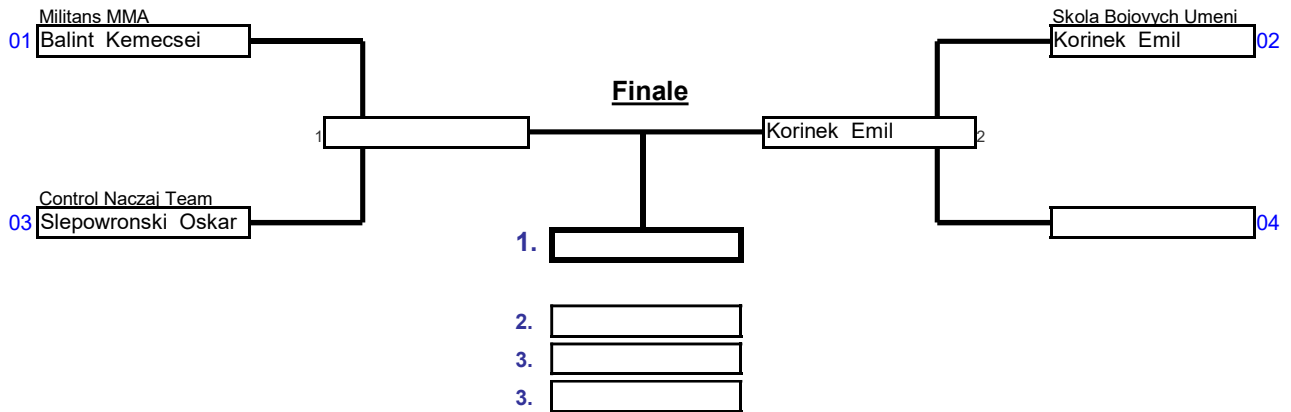 Militans MMA
01 Balint Kemecsei
Skola Bojovych Umeni
Korinek Emil 02
Finale
1
Korinek Emil 2
Control Naczaj Team
03 Slepowronski Oskar
04
1.
2.
3.
3.